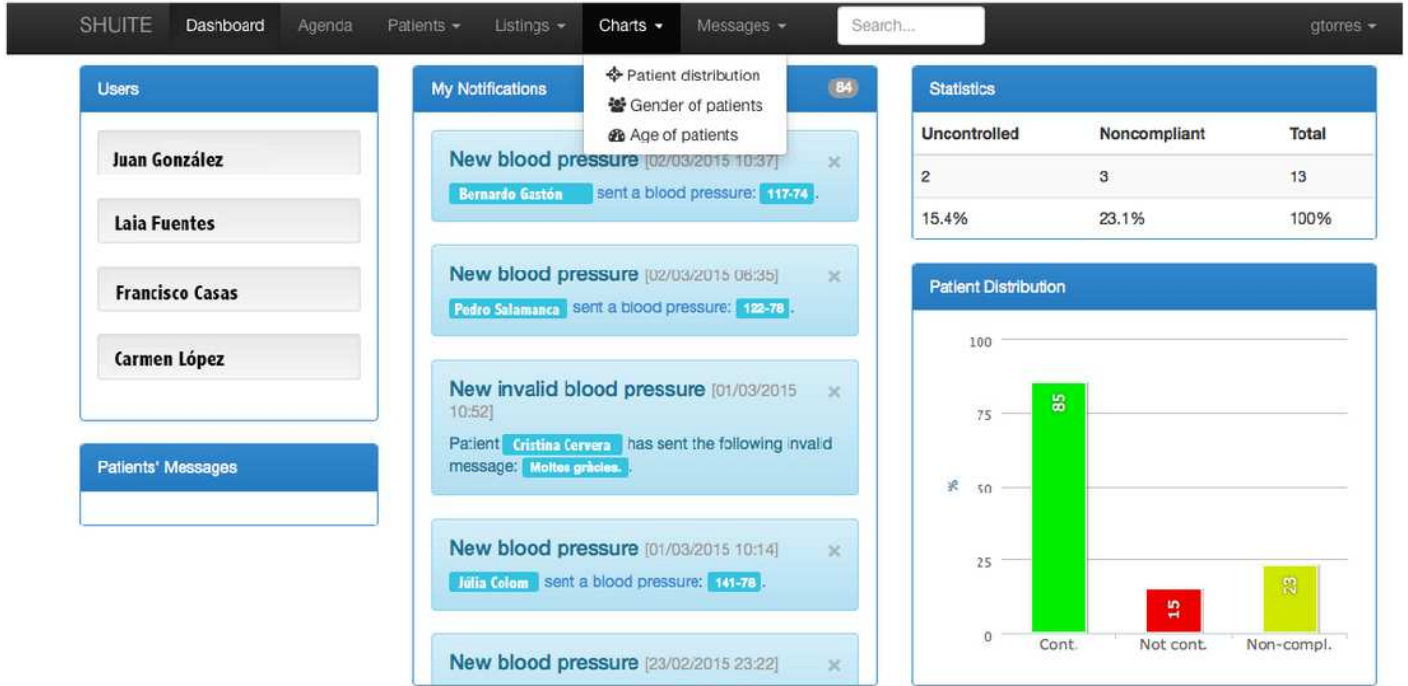 SHUITE Dashboard Agenda Patients Listings Charts Messages Search... gtorres
Patient distribution
Gender of patients
Age of patients
Users
Juan González
Laia Fuentes
Francisco Casas
Carmen López
Patients' Messages
My Notifications 84
New blood pressure [02/03/2015 10:37] ×
Bernardo Gastón sent a blood pressure: 117-74 .
New blood pressure [02/03/2015 06:35] ×
Pedro Salamanca sent a blood pressure: 122-78 .
New invalid blood pressure [01/03/2015 ×
10:52]
Patient Cristina Cervera has sent the following invalid
message: Moltes gràcies. .
New blood pressure [01/03/2015 10:14] ×
Júlia Colom sent a blood pressure: 141-78 .
New blood pressure [23/02/2015 23:22] ×
Statistics
Uncontrolled Noncompliant Total
2 3 13
15.4% 23.1% 100%
Patient Distribution
100
75
50
25
0
%
85
15
23
Cont. Not cont. Non-compl.